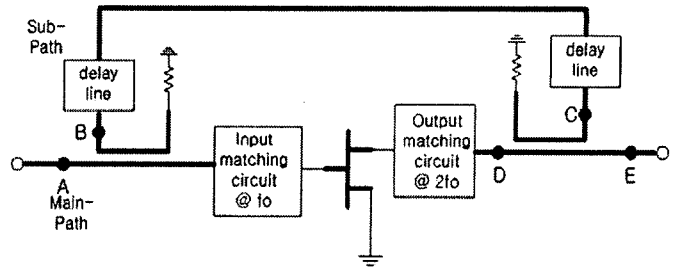 Sub-
Path
delay
line
delay
line
B
C
Input
matching
circuit
@ fo
Output
matching
circuit
@ 2fo
A
Main-
Path
D
E